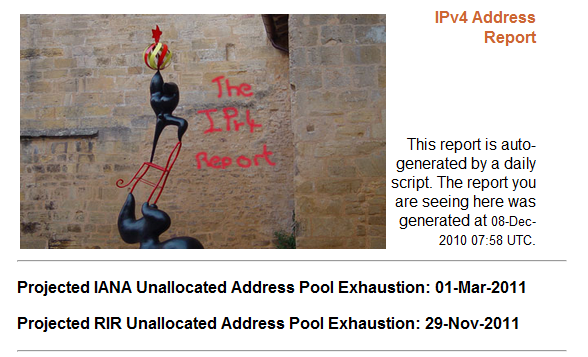 The
IPv4
Report
IPv4 Address
Report
This report is auto-
generated by a daily
script. The report you
are seeing here was
generated at 08-Dec-
2010 07:58 UTC.
Projected IANA Unallocated Address Pool Exhaustion: 01-Mar-2011
Projected RIR Unallocated Address Pool Exhaustion: 29-Nov-2011